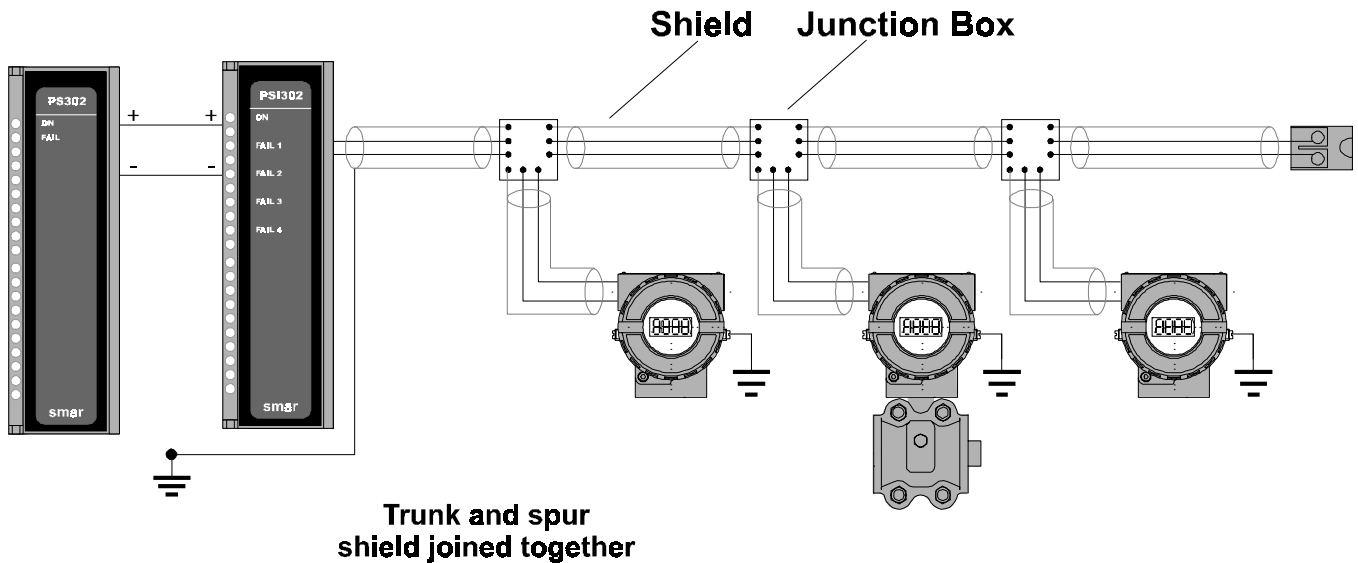 Shield
Junction Box
PS302
ON
FAIL
smar
+
-
+
-
PSI302
ON
FAIL 1
FAIL 2
FAIL 3
FAIL 4
smar
Trunk and spur
shield joined together